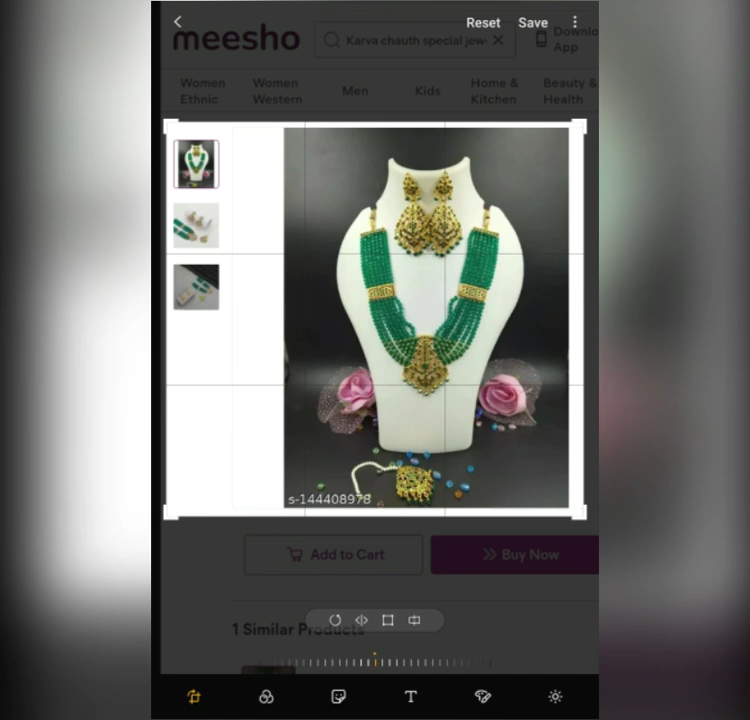 Reset Save
meesho
Karva chauth special jew-
Downlo
App
Women
Ethnic
Women
Western
Men
Kids
Home &
Kitchen
Beauty &
Health
s-144408978
Add to Cart
Buy Now
1 Similar Products
T